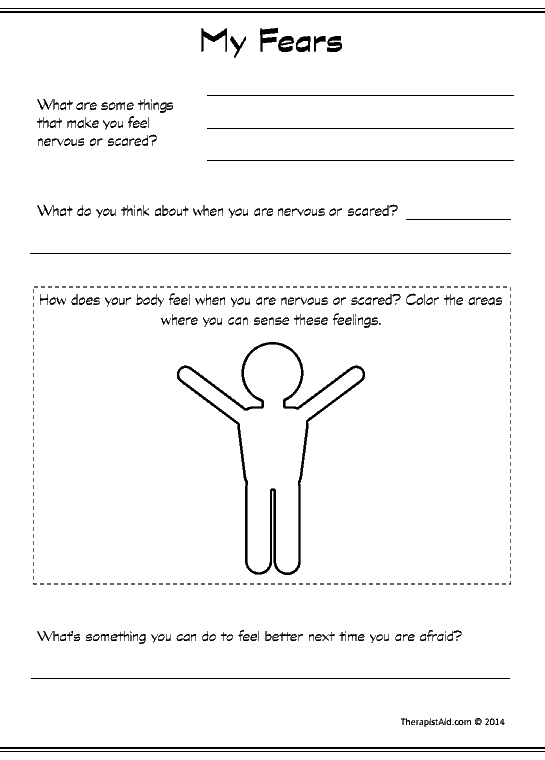 My Fears
What are some things
that make you feel
nervous or scared?
What do you think about when you are nervous or scared?
How does your body feel when you are nervous or scared? Color the areas
where you can sense these feelings.
What's something you can do to feel better next time you are afraid?
TherapistAid.com © 2014